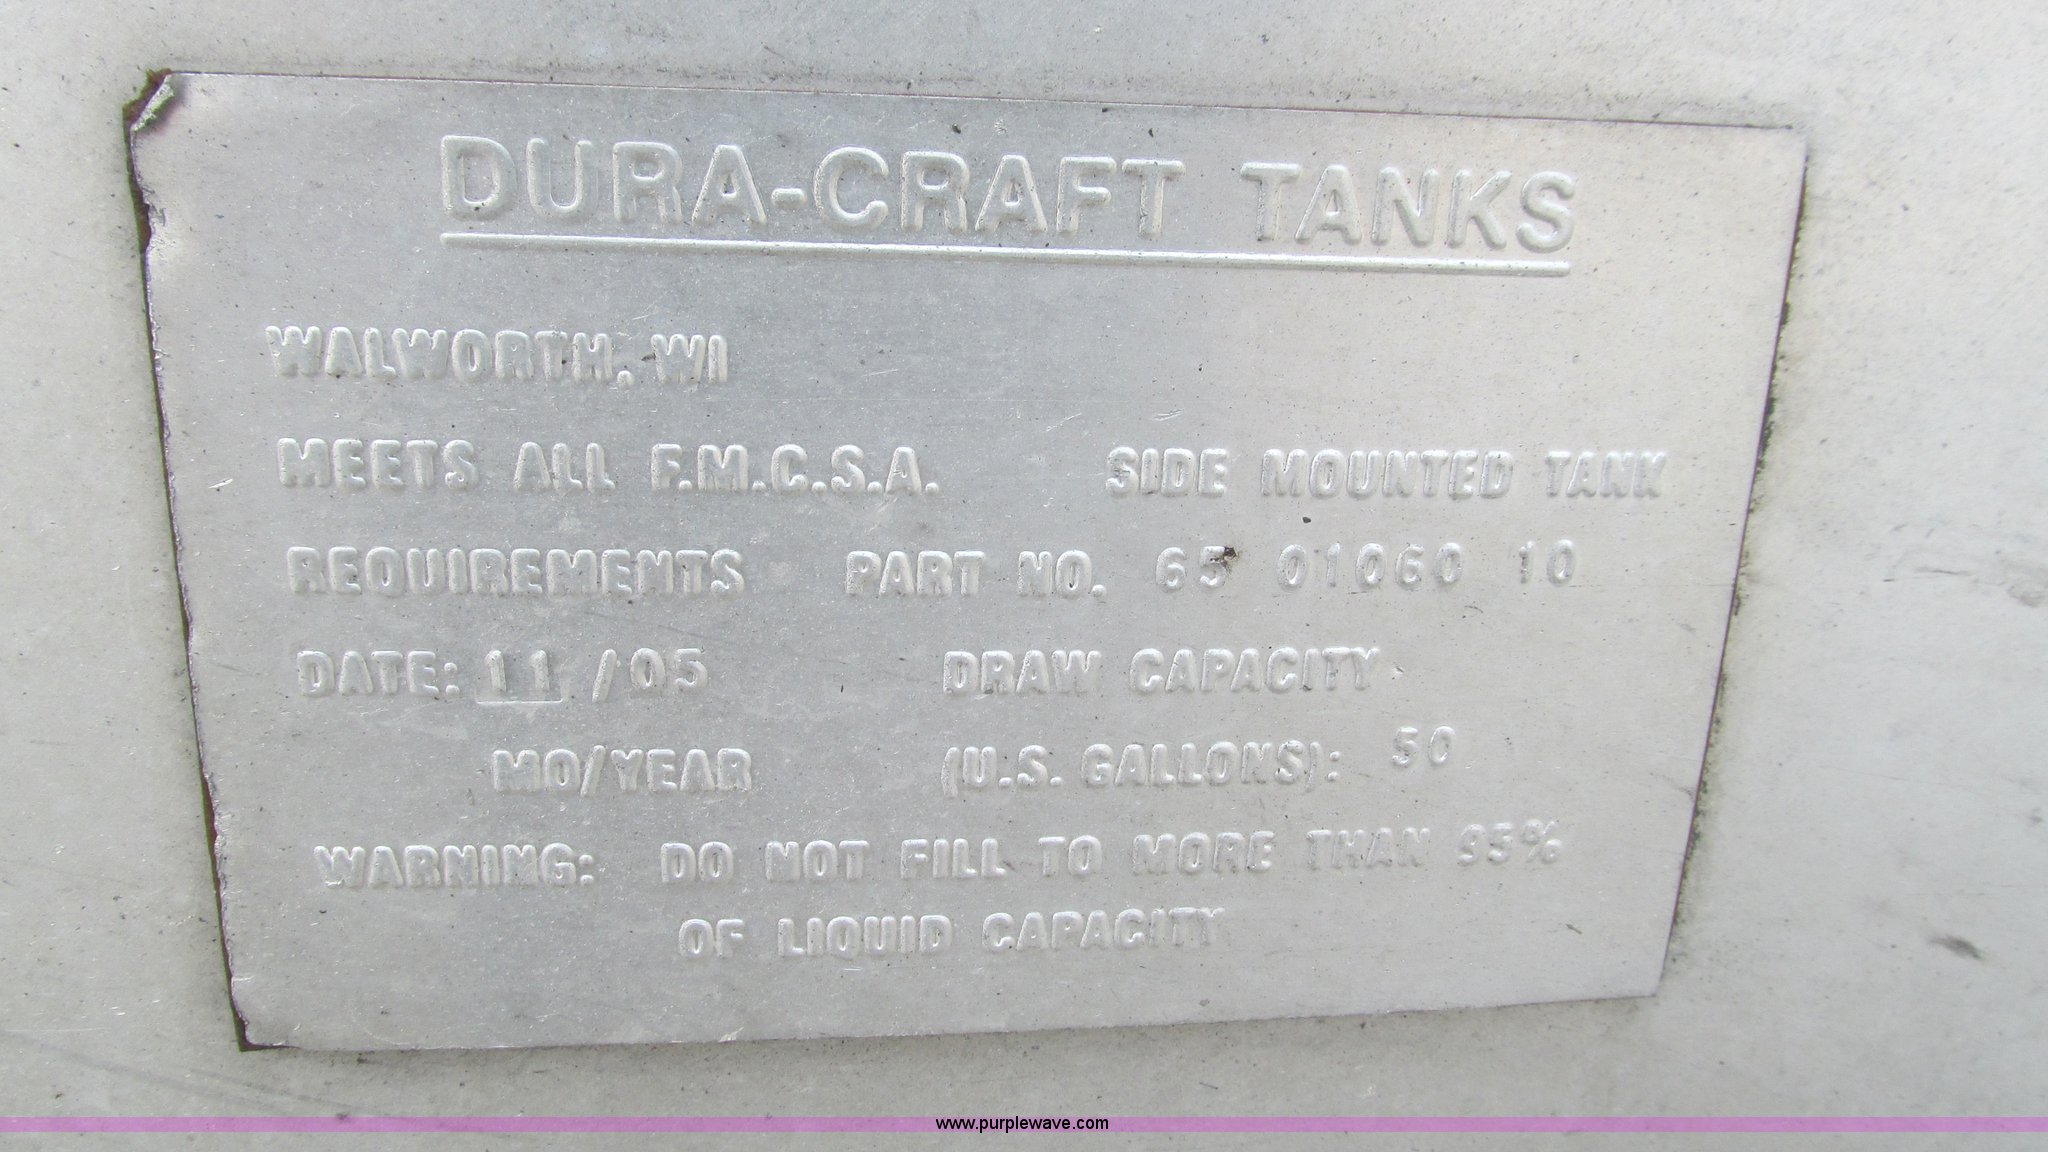 DURA-CRAFT TANKS
WALWORTH, WI
MEETS ALL F.M.C.S.A. SIDE MOUNTED TANK
REQUIREMENTS PART NO. 65 01060 10
DATE: 11 /05 DRAW CAPACITY
MO/YEAR (U.S. GALLONS): 50
WARNING: DO NOT FILL TO MORE THAN 95%
OF LIQUID CAPACITY
www.purplewave.com